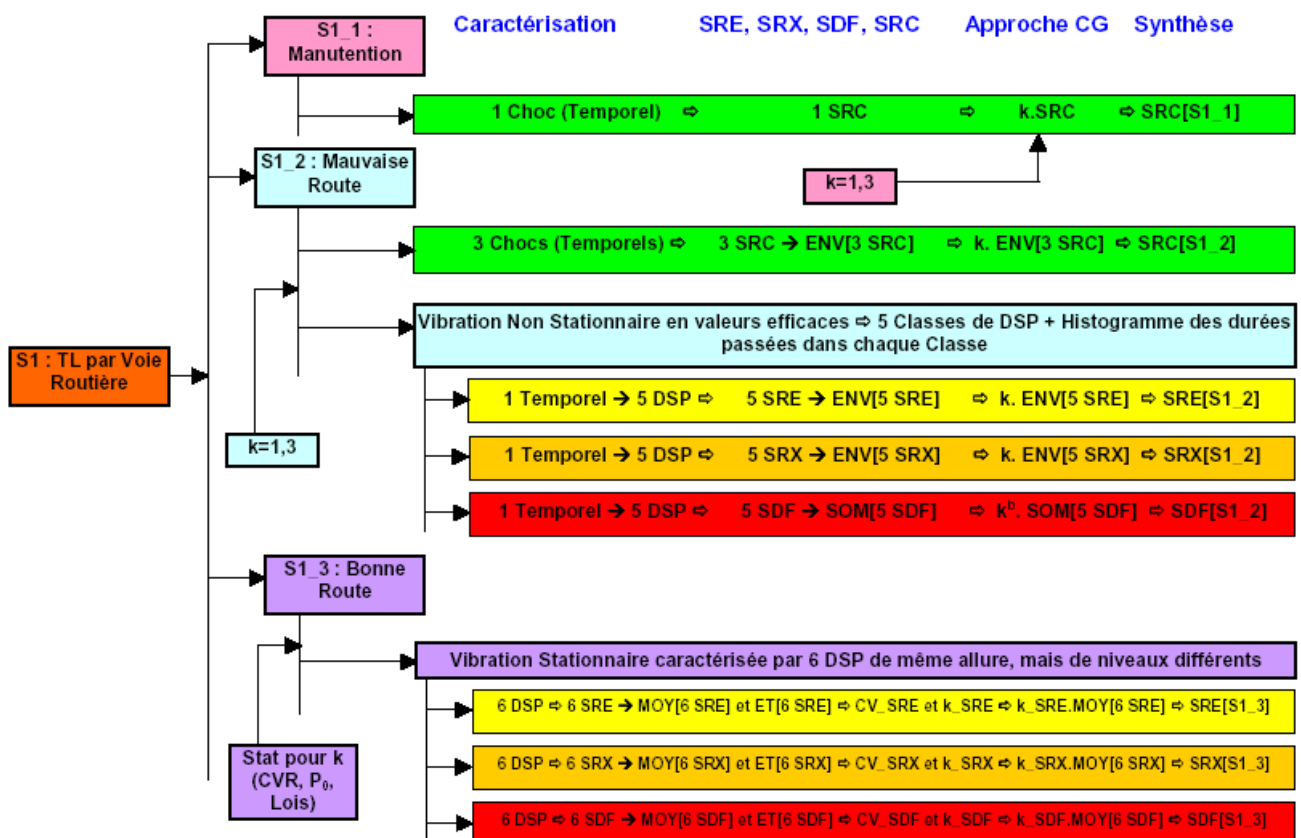 Caractérisation SRE, SRX, SDF, SRC Approche CG Synthèse
S1_1 :
Manutention
1 Choc (Temporel) ⇨ 1 SRC ⇨ k.SRC ⇨ SRC[S1_1]
k=1,3
S1_2 : Mauvaise
Route
3 Chocs (Temporels) ⇨ 3 SRC → ENV[3 SRC] ⇨ k. ENV[3 SRC] ⇨ SRC[S1_2]
Vibration Non Stationnaire en valeurs efficaces ⇨ 5 Classes de DSP + Histogramme des durées
passées dans chaque Classe
S1 : TL par Voie
Routière
1 Temporel → 5 DSP ⇨ 5 SRE → ENV[5 SRE] ⇨ k. ENV[5 SRE] ⇨ SRE[S1_2]
k=1,3
1 Temporel → 5 DSP ⇨ 5 SRX → ENV[5 SRX] ⇨ k. ENV[5 SRX] ⇨ SRX[S1_2]
1 Temporel → 5 DSP ⇨ 5 SDF → SOM[5 SDF] ⇨ kᵇ. SOM[5 SDF] ⇨ SDF[S1_2]
S1_3 : Bonne
Route
Vibration Stationnaire caractérisée par 6 DSP de même allure, mais de niveaux différents
6 DSP ⇨ 6 SRE → MOY[6 SRE] et ET[6 SRE] ⇨ CV_SRE et k_SRE ⇨ k_SRE.MOY[6 SRE] ⇨ SRE[S1_3]
Stat pour k
(CVR, P₀,
Lois)
6 DSP ⇨ 6 SRX → MOY[6 SRX] et ET[6 SRX] ⇨ CV_SRX et k_SRX ⇨ k_SRX.MOY[6 SRX] ⇨ SRX[S1_3]
6 DSP ⇨ 6 SDF → MOY[6 SDF] et ET[6 SDF] ⇨ CV_SDF et k_SDF ⇨ k_SDF.MOY[6 SDF] ⇨ SDF[S1_3]